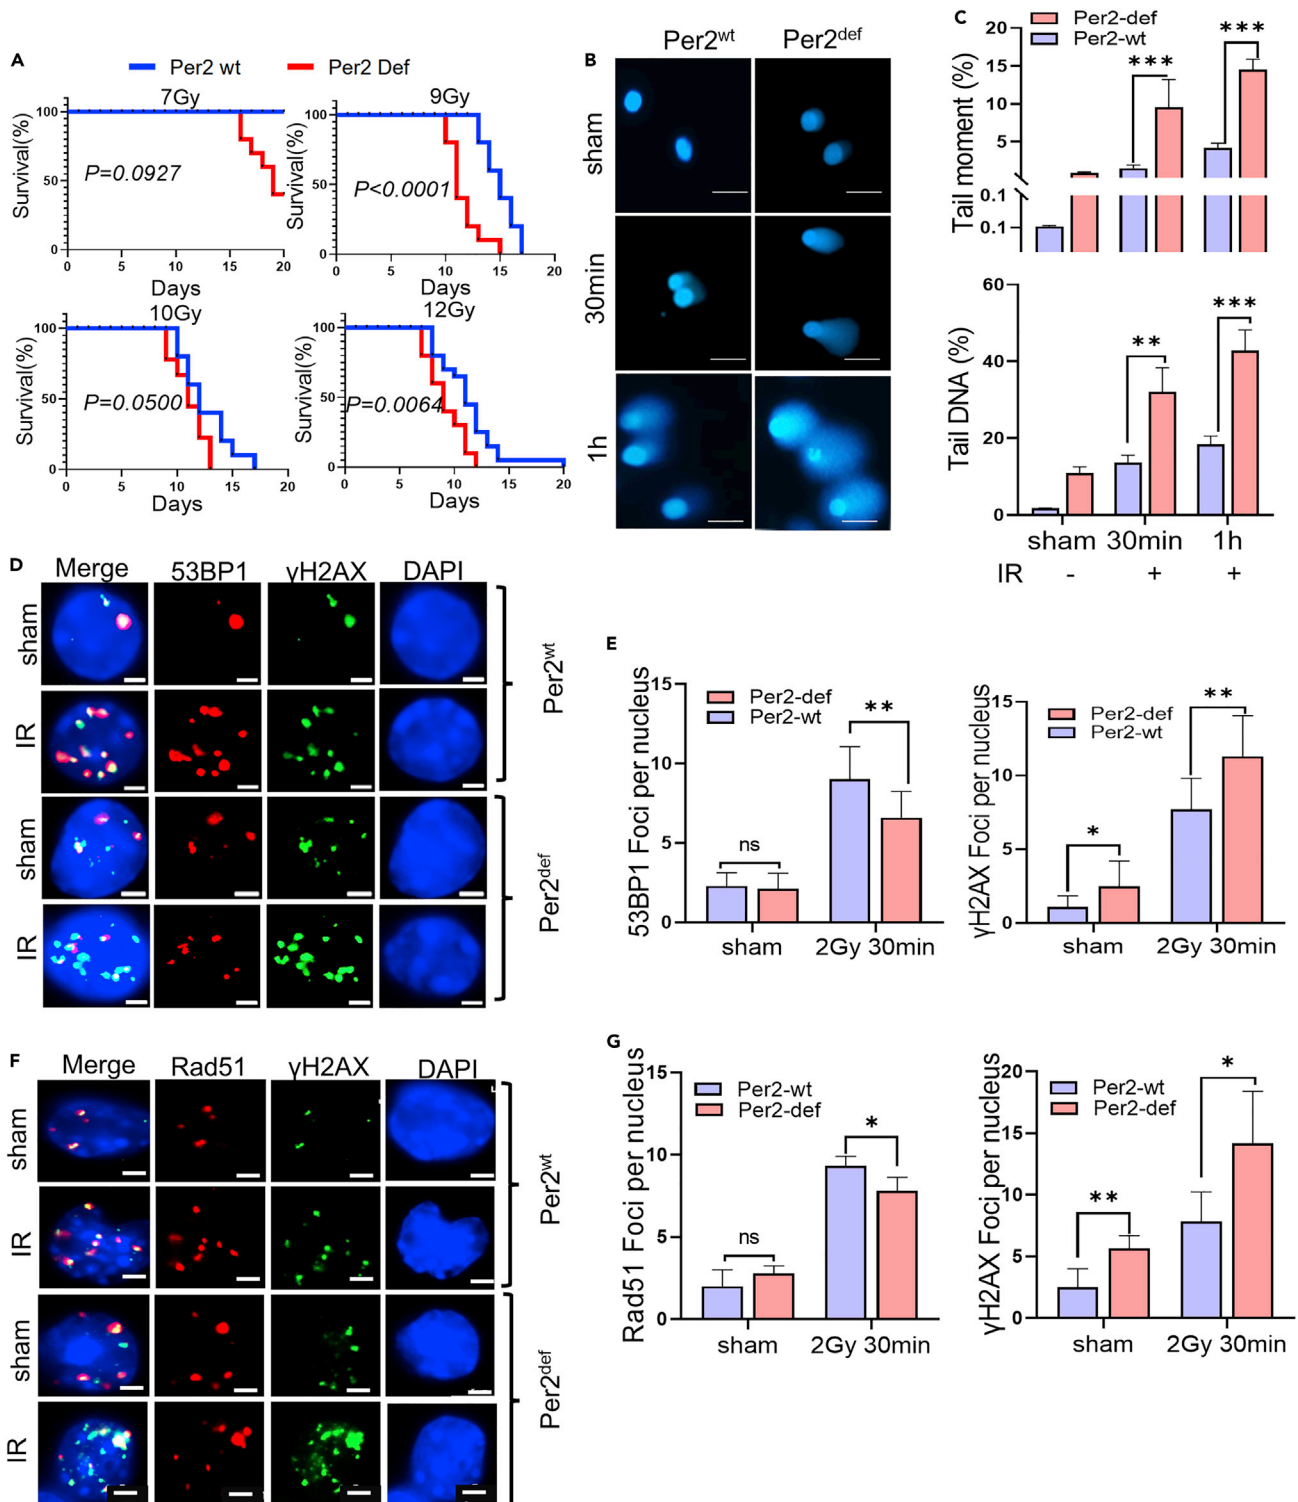 A
Per2 wt
Per2 Def
7Gy
Survival(%)
100
50
0
P=0.0927
0 5 10 15 20
Days
9Gy
Survival(%)
100
50
0
P<0.0001
0 5 10 15 20
Days
10Gy
Survival(%)
100
50
0
P=0.0500
0 5 10 15 20
Days
12Gy
Survival(%)
100
50
0
P=0.0064
0 5 10 15 20
Days
B
Per2wt Per2def
sham
30min
1h
C
Per2-def
Per2-wt
Tail moment (%)
20
15
10
5
0.1
0.1
***
***
Tail DNA (%)
60
40
20
0
**
***
sham 30min 1h
IR - + +
D
Merge 53BP1 γH2AX DAPI
sham
IR
Per2wt
sham
IR
Per2def
E
53BP1 Foci per nucleus
15
10
5
0
Per2-def
Per2-wt
ns
**
sham 2Gy 30min
γH2AX Foci per nucleus
15
10
5
0
Per2-def
Per2-wt
*
**
sham 2Gy 30min
F
Merge Rad51 γH2AX DAPI
sham
IR
Per2wt
sham
IR
Per2def
G
Rad51 Foci per nucleus
15
10
5
0
Per2-wt
Per2-def
ns
*
sham 2Gy 30min
γH2AX Foci per nucleus
20
15
10
5
0
Per2-wt
Per2-def
**
*
sham 2Gy 30min